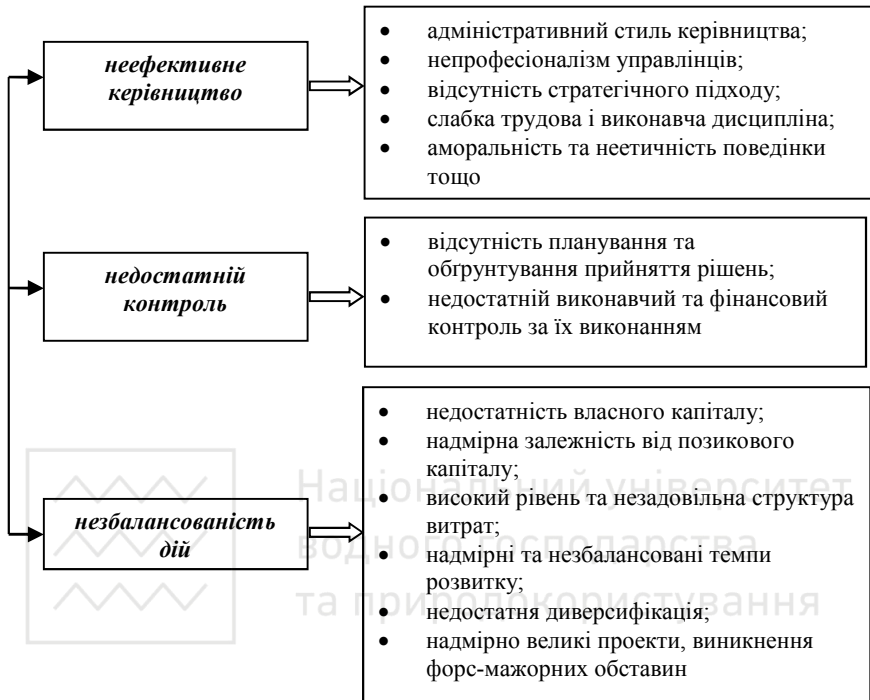 неефективне
керівництво
• адміністративний стиль керівництва;
• непрофесіоналізм управлінців;
• відсутність стратегічного підходу;
• слабка трудова і виконавча дисципліна;
• аморальність та неетичність поведінки
тощо
недостатній
контроль
• відсутність планування та
обґрунтування прийняття рішень;
• недостатній виконавчий та фінансовий
контроль за їх виконанням
незбалансованість
дій
• недостатність власного капіталу;
• надмірна залежність від позикового
капіталу;
• високий рівень та незадовільна структура
витрат;
• надмірні та незбалансовані темпи
розвитку;
• недостатня диверсифікація;
• надмірно великі проекти, виникнення
форс-мажорних обставин
Національний університет
водного господарства
та природокористування